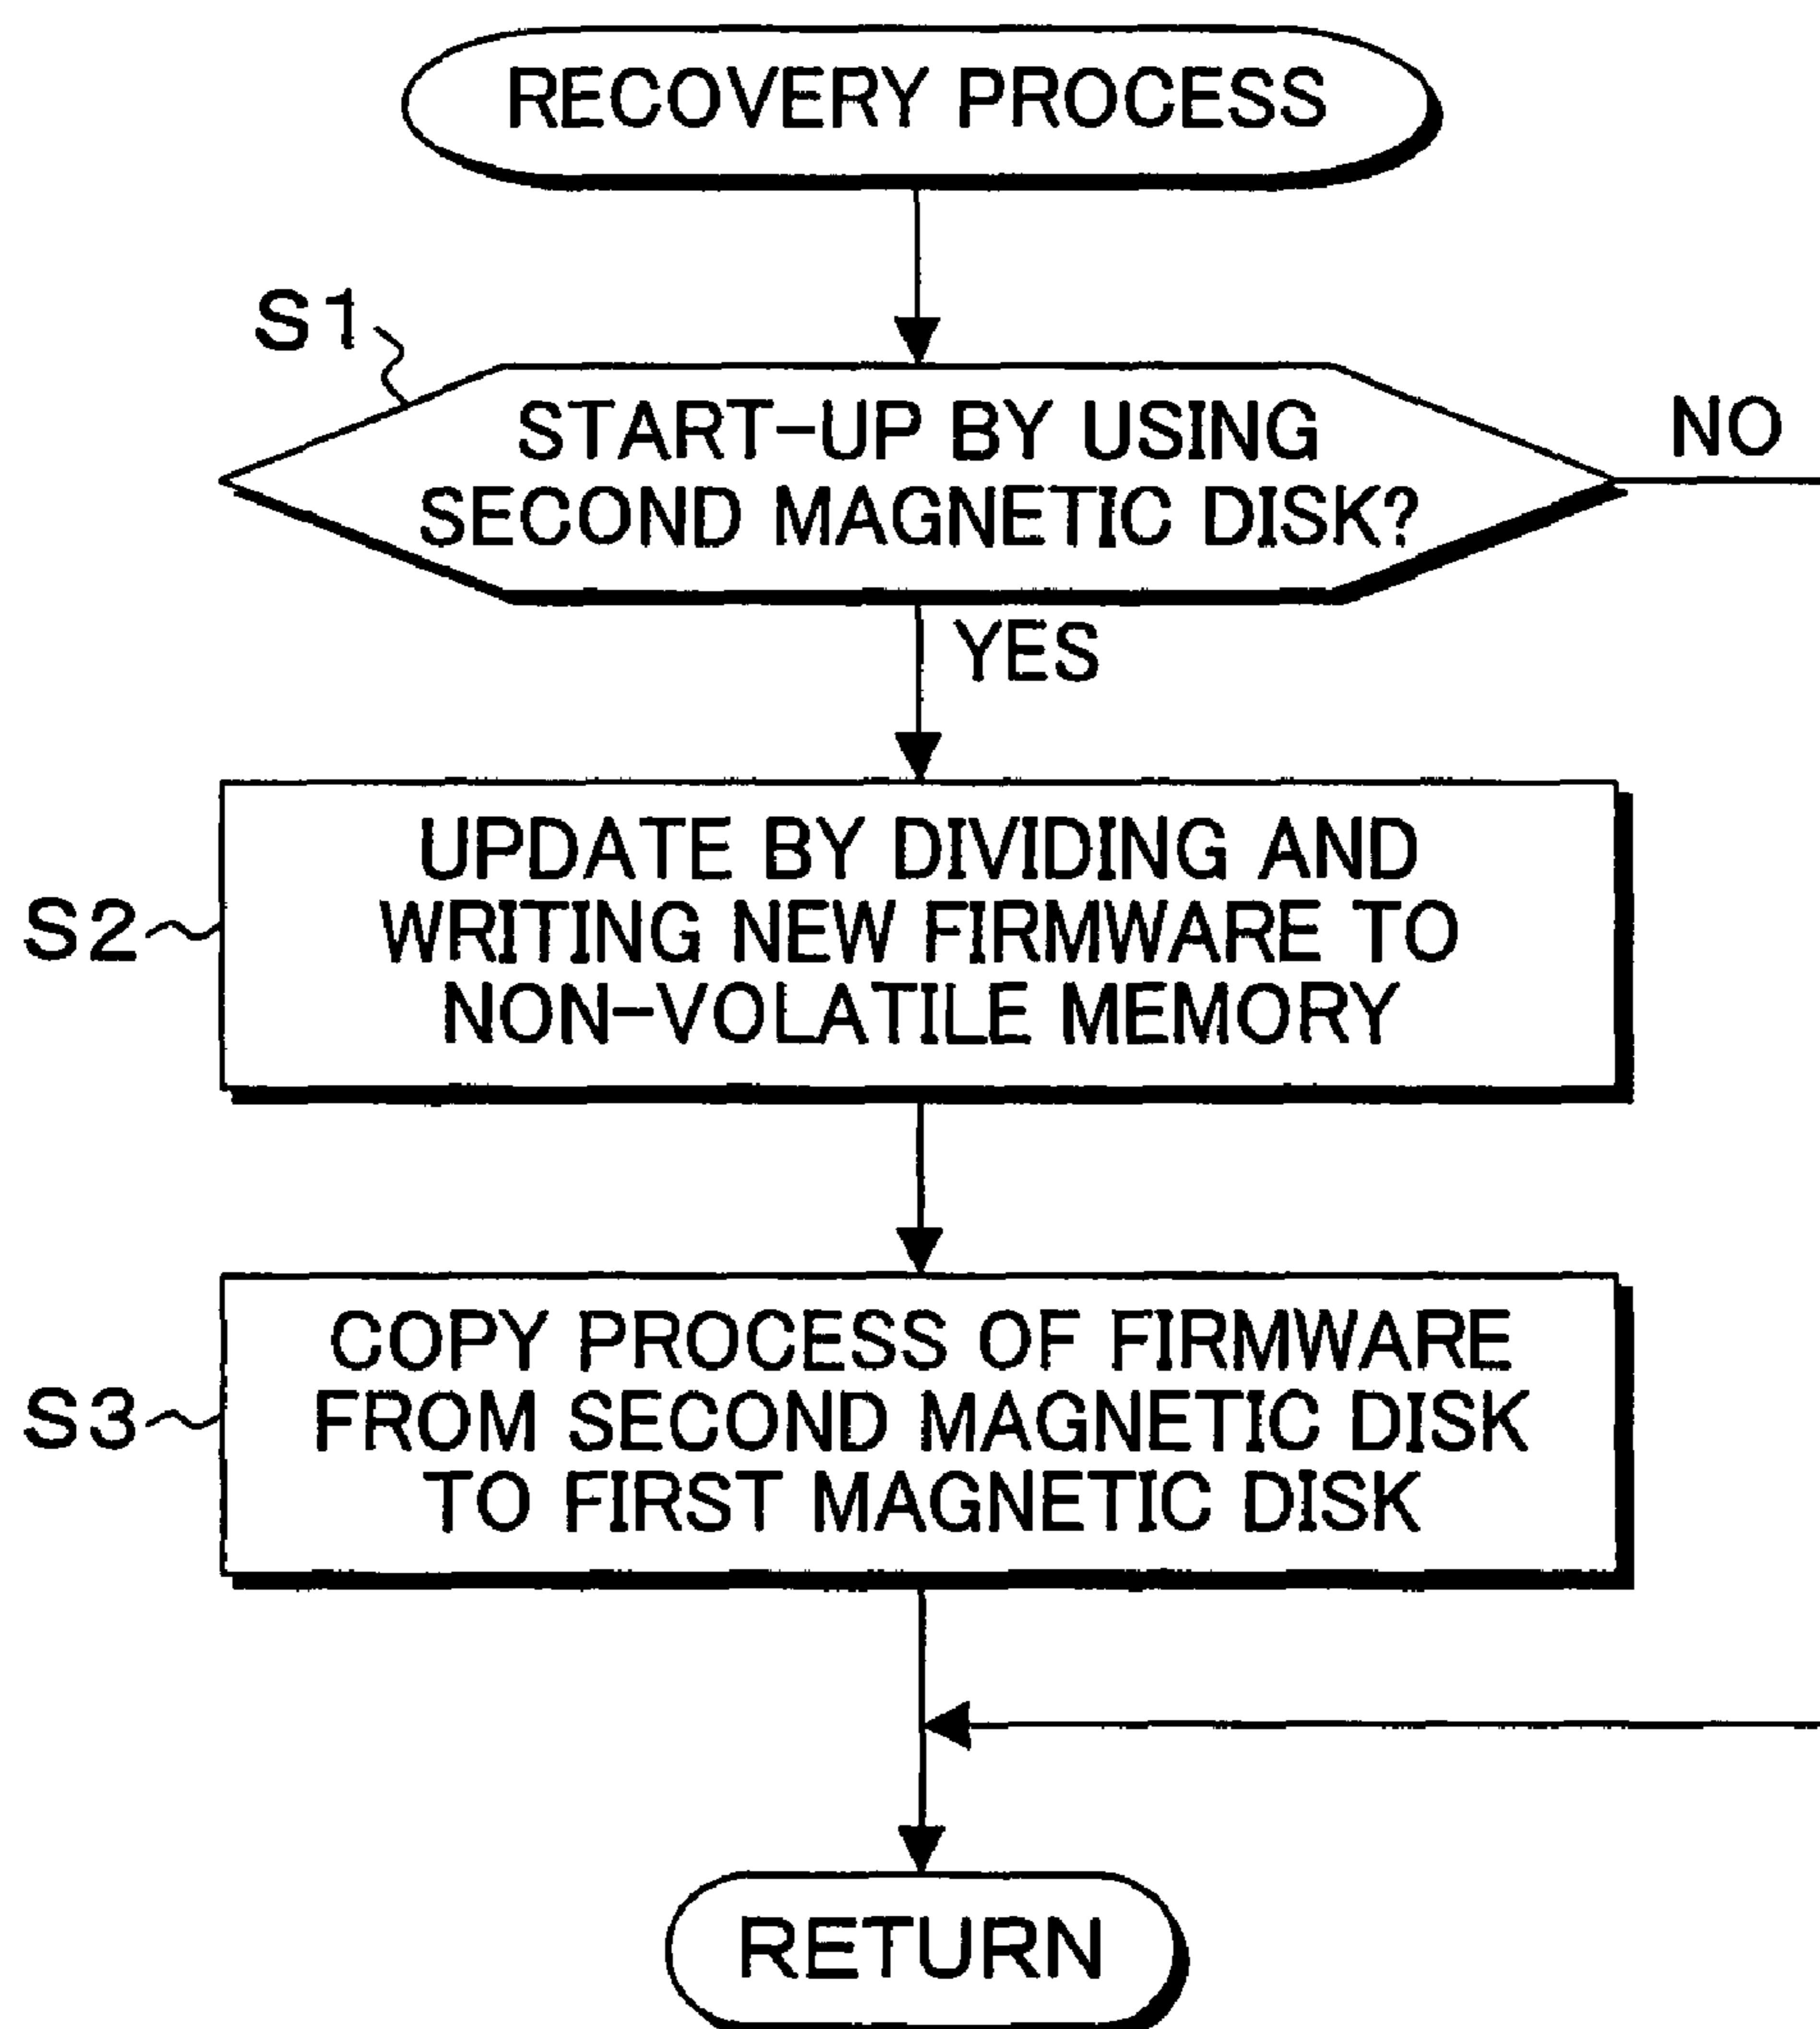 RECOVERY PROCESS
S1
START-UP BY USING
SECOND MAGNETIC DISK?
NO
YES
S2
UPDATE BY DIVIDING AND
WRITING NEW FIRMWARE TO
NON-VOLATILE MEMORY
S3
COPY PROCESS OF FIRMWARE
FROM SECOND MAGNETIC DISK
TO FIRST MAGNETIC DISK
RETURN